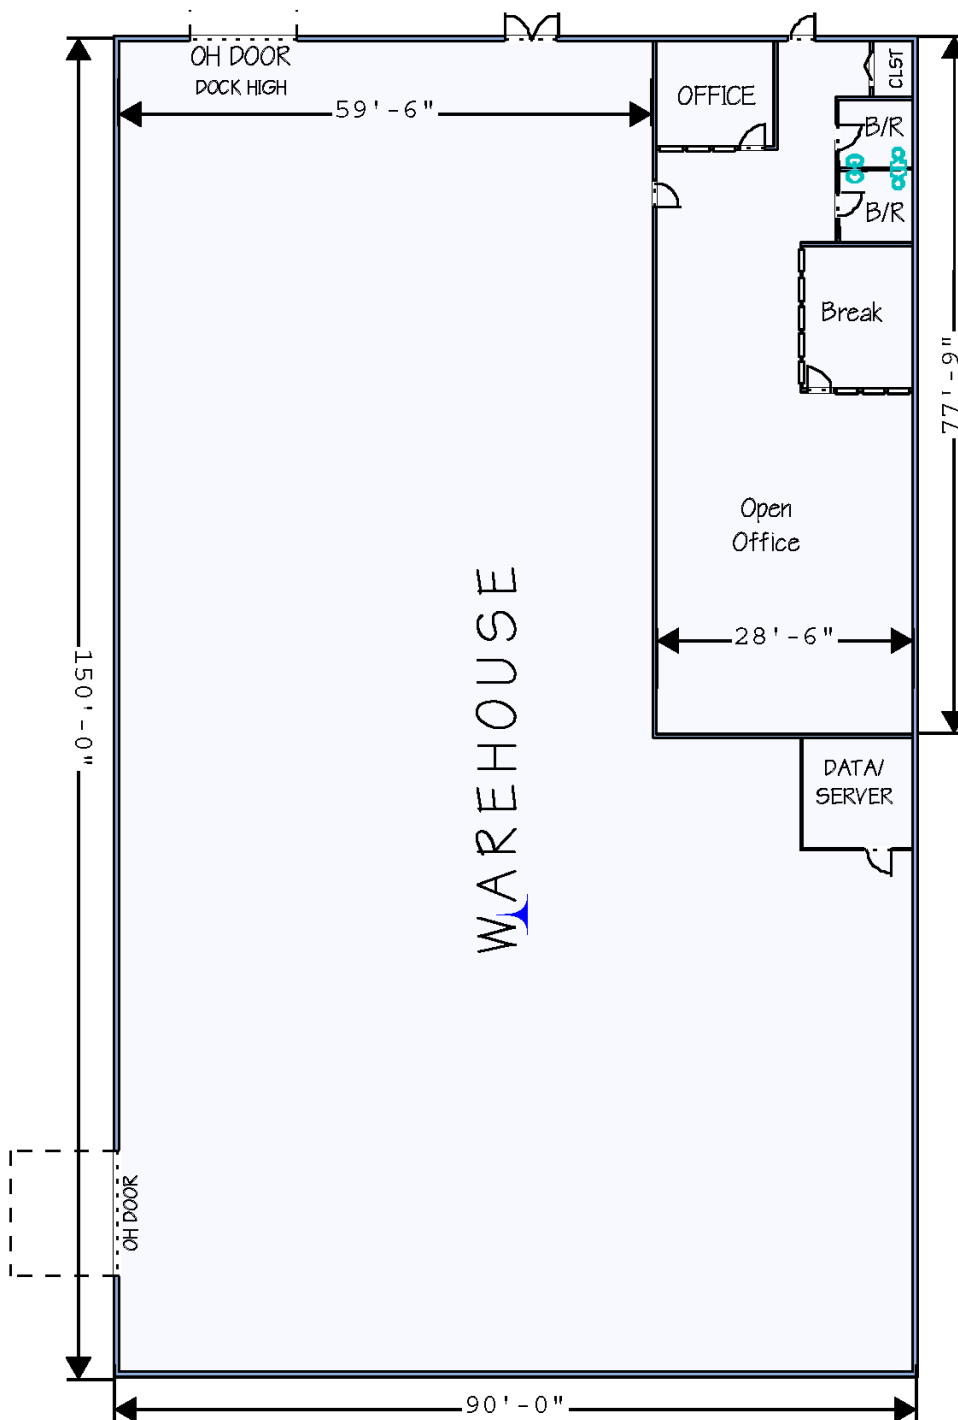 OH DOOR
DOCK HIGH
59'-6"
OFFICE
CLST
B/R
B/R
Break
77'-6"
Open
Office
28'-6"
WAREHOUSE
150'-0"
DATA/
SERVER
OH DOOR
90'-0"